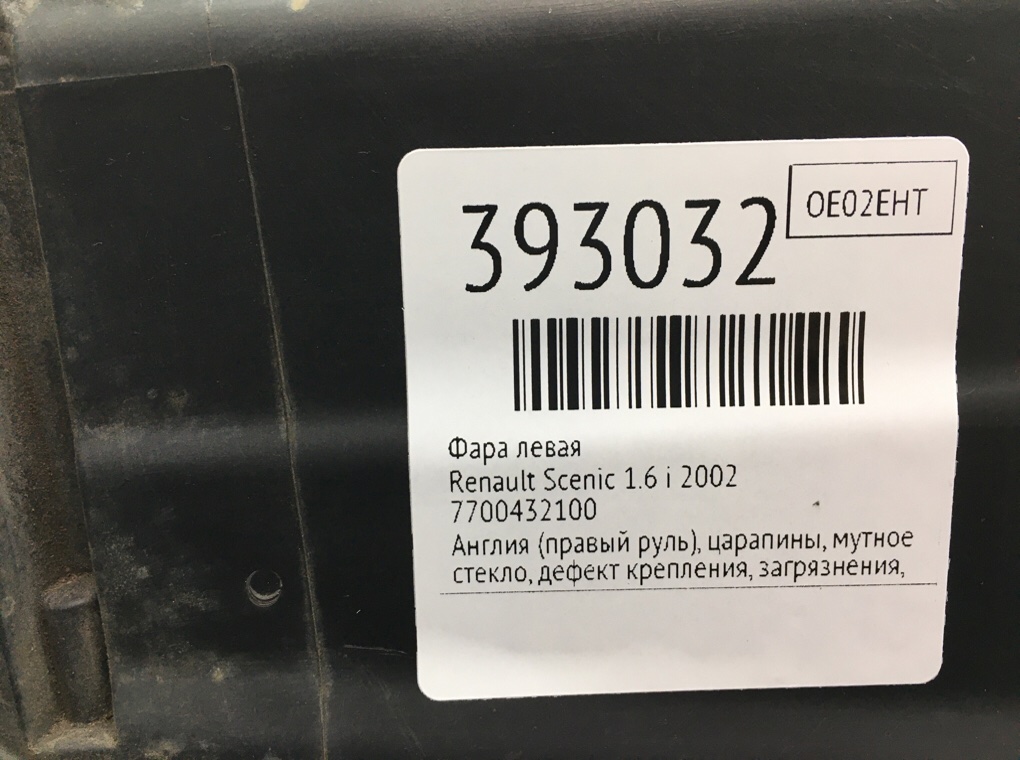 393032
OE02EHT
Фара левая
Renault Scenic 1.6 i 2002
7700432100
Англия (правый руль), царапины, мутное
стекло, дефект крепления, загрязнения,